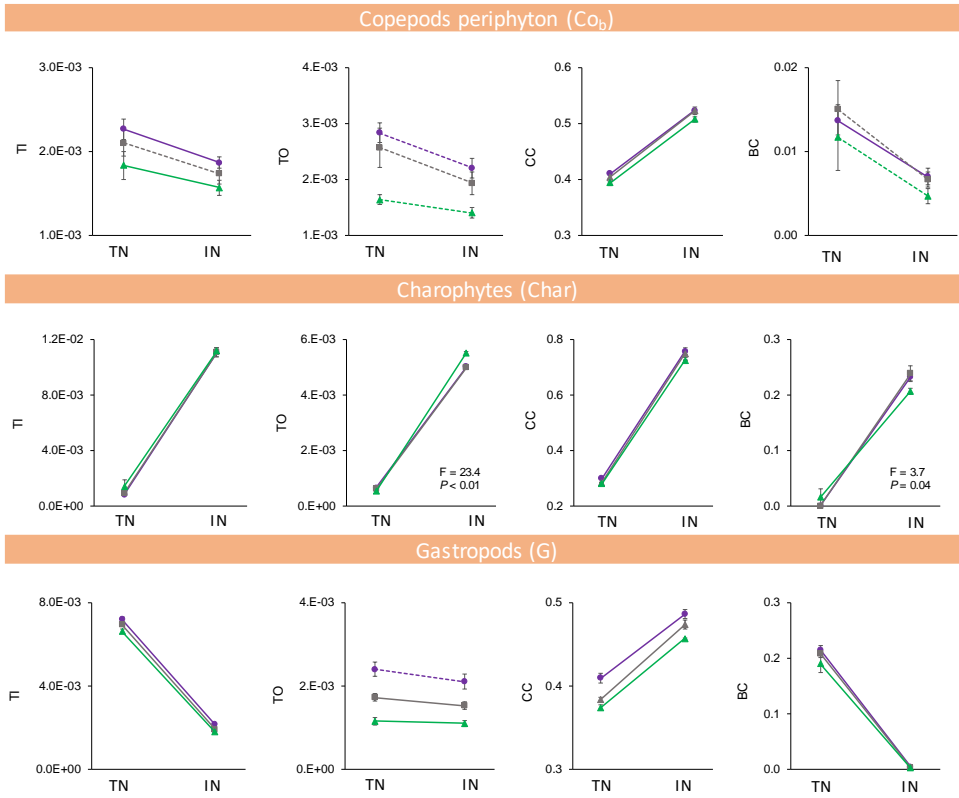 Copepods periphyton (Cob)
3.0E-03
2.0E-03
1.0E-03
TI
TN IN
4.E-03
3.E-03
2.E-03
1.E-03
TO
TN IN
0.6
0.5
0.4
0.3
CC
TN IN
0.02
0.01
0.00
BC
TN IN
Charophytes (Char)
1.2E-02
8.0E-03
4.0E-03
0.0E+00
TI
TN IN
6.E-03
4.E-03
2.E-03
0.E+00
TO
F = 23.4
P < 0.01
TN IN
0.8
0.6
0.4
0.2
CC
TN IN
0.3
0.2
0.1
0.0
BC
F = 3.7
P = 0.04
TN IN
Gastropods (G)
8.0E-03
4.0E-03
0.0E+00
TI
TN IN
4.E-03
2.E-03
0.E+00
TO
TN IN
0.5
0.4
0.3
CC
TN IN
0.3
0.2
0.1
0.0
BC
TN IN